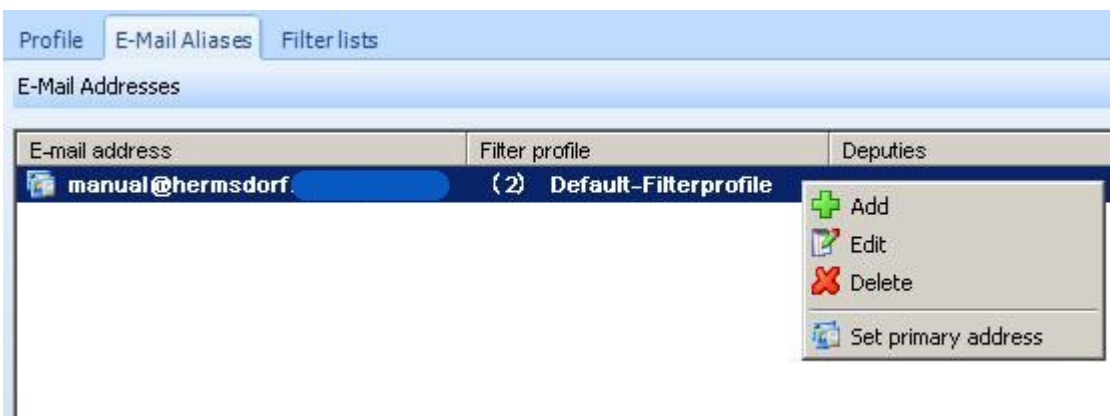 Profile E-Mail Aliases Filter lists
E-Mail Addresses
E-mail address Filter profile Deputies
manual@hermsdorf. (2) Default-Filterprofile
Add
Edit
Delete
Set primary address